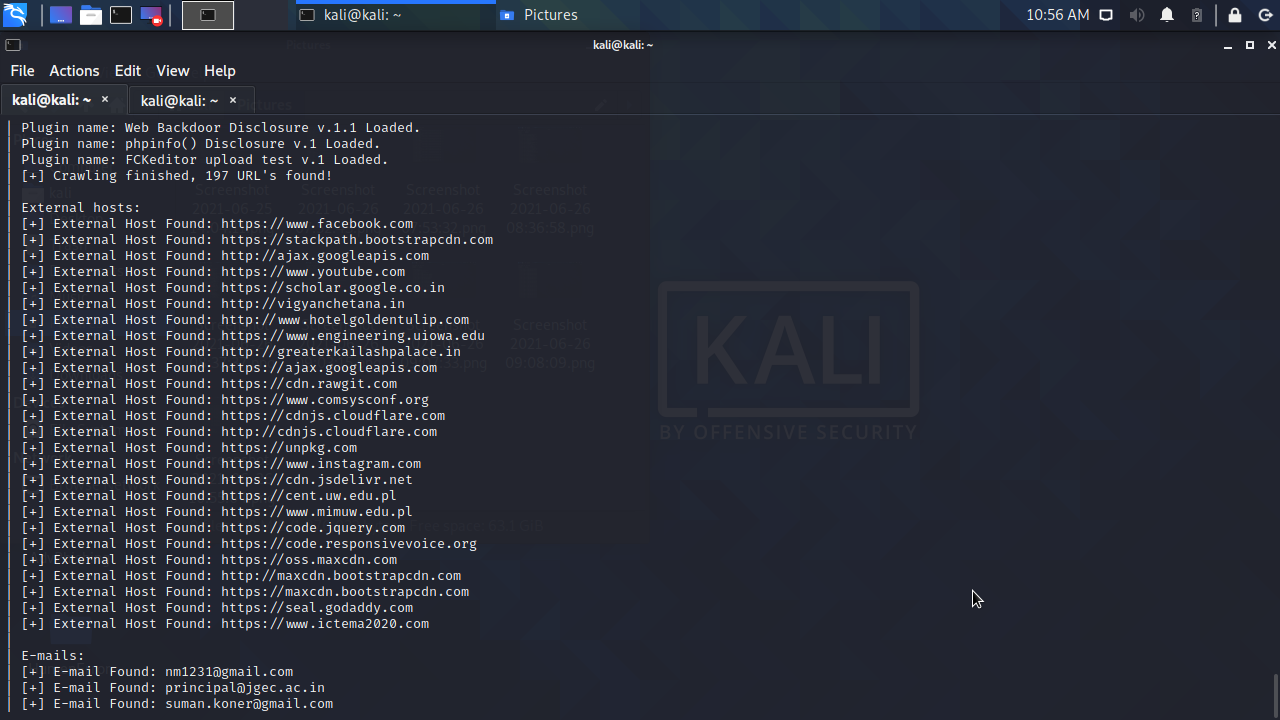 kali@kali: ~
Pictures
10:56 AM
kali@kali: ~
File Actions Edit View Help
kali@kali: ~ ×
kali@kali: ~ ×
Plugin name: Web Backdoor Disclosure v.1.1 Loaded.
Plugin name: phpinfo() Disclosure v.1 Loaded.
Plugin name: FCKeditor upload test v.1 Loaded.
[+] Crawling finished, 197 URL's found!
External hosts:
[+] External Host Found: https://www.facebook.com
[+] External Host Found: https://stackpath.bootstrapcdn.com
[+] External Host Found: http://ajax.googleapis.com
[+] External Host Found: https://www.youtube.com
[+] External Host Found: https://scholar.google.co.in
[+] External Host Found: http://vigyanchetana.in
[+] External Host Found: http://www.hotelgoldentulip.com
[+] External Host Found: https://www.engineering.uiowa.edu
[+] External Host Found: http://greaterkailashpalace.in
[+] External Host Found: https://ajax.googleapis.com
[+] External Host Found: https://cdn.rawgit.com
[+] External Host Found: https://www.comsysconf.org
[+] External Host Found: https://cdnjs.cloudflare.com
[+] External Host Found: http://cdnjs.cloudflare.com
[+] External Host Found: https://unpkg.com
[+] External Host Found: https://www.instagram.com
[+] External Host Found: https://cdn.jsdelivr.net
[+] External Host Found: https://cent.uw.edu.pl
[+] External Host Found: https://www.mimuw.edu.pl
[+] External Host Found: https://code.jquery.com
[+] External Host Found: https://code.responsivevoice.org
[+] External Host Found: https://oss.maxcdn.com
[+] External Host Found: http://maxcdn.bootstrapcdn.com
[+] External Host Found: https://maxcdn.bootstrapcdn.com
[+] External Host Found: https://seal.godaddy.com
[+] External Host Found: https://www.ictema2020.com
E-mails:
[+] E-mail Found: nm1231@gmail.com
[+] E-mail Found: principal@jgec.ac.in
[+] E-mail Found: suman.koner@gmail.com
KALI
BY OFFENSIVE SECURITY